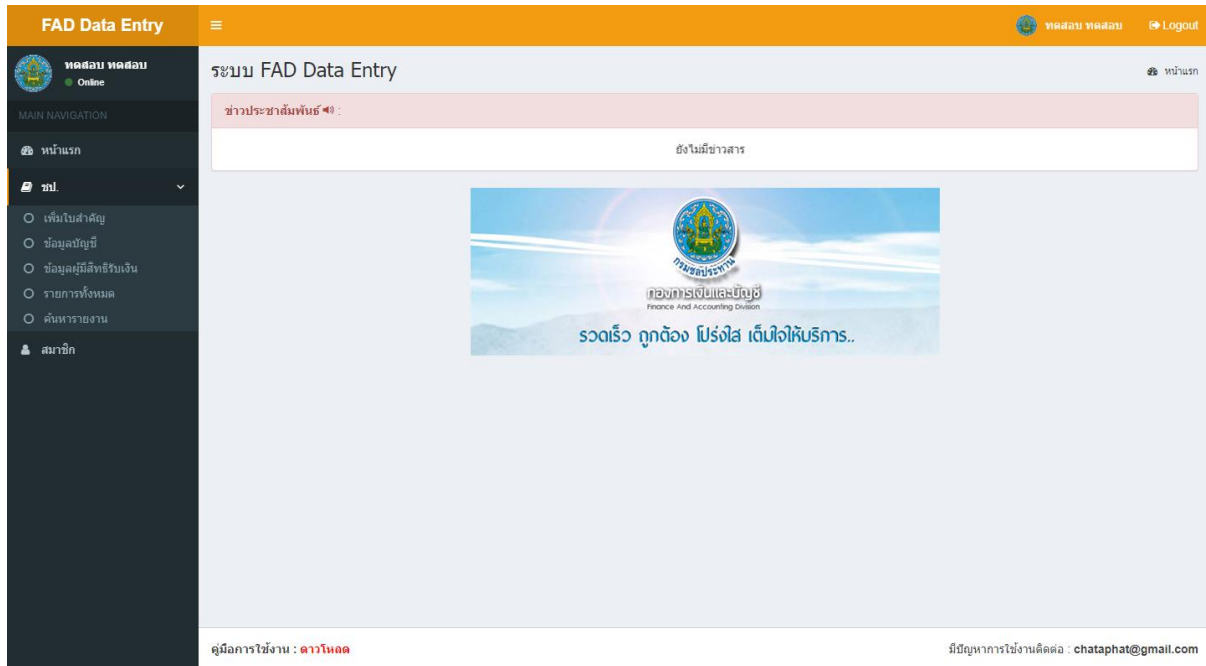 FAD Data Entry
ทดสอบ ทดสอบ
Logout
ทดสอบ ทดสอบ
Online
MAIN NAVIGATION
หน้าแรก
ชป.
เพิ่มใบสำคัญ
ข้อมูลบัญชี
ข้อมูลผู้มีสิทธิรับเงิน
รายการทั้งหมด
ค้นหารายงาน
สมาชิก
ระบบ FAD Data Entry
หน้าแรก
ข่าวประชาสัมพันธ์ :
ยังไม่มีข่าวสาร
กรมชลประทาน
กองการเงินและบัญชี
Finance And Accounting Division
รวดเร็ว ถูกต้อง โปร่งใส เต็มใจให้บริการ..
คู่มือการใช้งาน : ดาวโหลด
มีปัญหาการใช้งานติดต่อ : chataphat@gmail.com